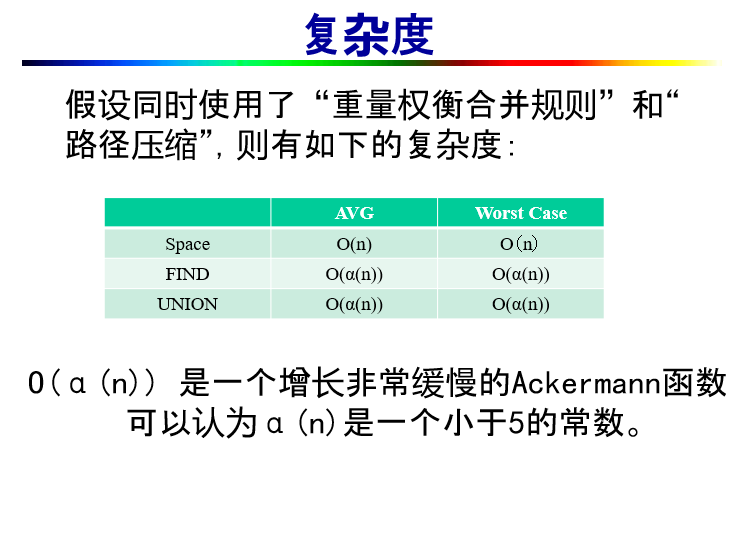 复杂度
假设同时使用了“重量权衡合并规则”和“
路径压缩”,则有如下的复杂度:
AVG Worst Case
Space O(n) O(n)
FIND O(α(n)) O(α(n))
UNION O(α(n)) O(α(n))
O(α(n)) 是一个增长非常缓慢的Ackermann函数
可以认为α(n)是一个小于5的常数。